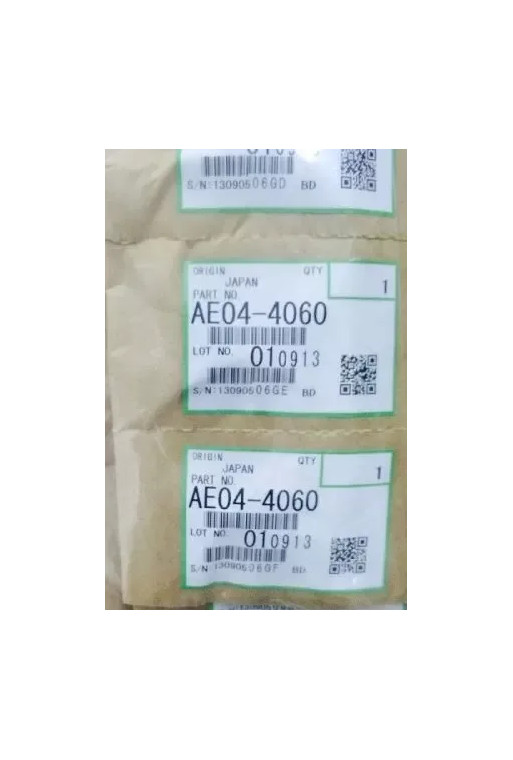 S/N:13090506GD BD
ORIGIN QTY
JAPAN 1
PART NO.
AE04-4060
LOT NO. 010913
S/N:13090506GE BD
ORIGIN QTY
JAPAN 1
PART NO.
AE04-4060
LOT NO. 010913
S/N:13090506GF BD